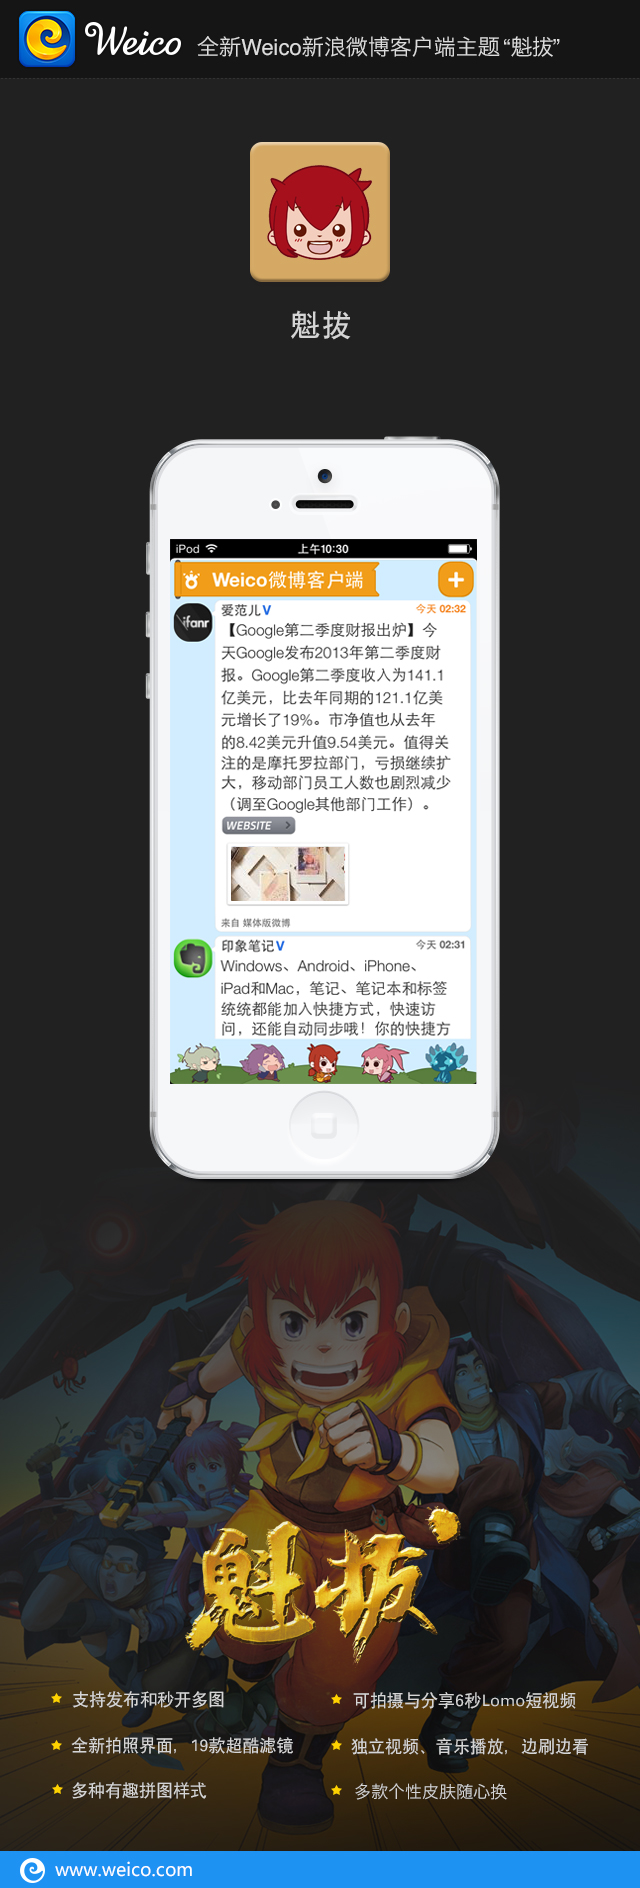 Weico 全新Weico新浪微博客户端主题“魁拔”
魁拔
iPod 上午10:30
Weico微博客户端
ifanr
爱范儿V 今天 02:32
【Google第二季度财报出炉】今
天Google发布2013年第二季度财
报。Google第二季度收入为141.1
亿美元，比去年同期的121.1亿美
元增长了19%。市净值也从去年
的8.42美元升值9.54美元。值得关
注的是摩托罗拉部门，亏损继续扩
大，移动部门员工人数也剧烈减少
（调至Google其他部门工作）。
WEBSITE
来自 媒体版微博
印象笔记V 今天 02:31
Windows、Android、iPhone、
iPad和Mac，笔记、笔记本和标签
统统都能加入快捷方式，快速访
问，还能自动同步哦！你的快捷方
魁拔
支持发布和秒开多图
可拍摄与分享6秒Lomo短视频
全新拍照界面，19款超酷滤镜
独立视频、音乐播放，边刷边看
多种有趣拼图样式
多款个性皮肤随心换
www.weico.com